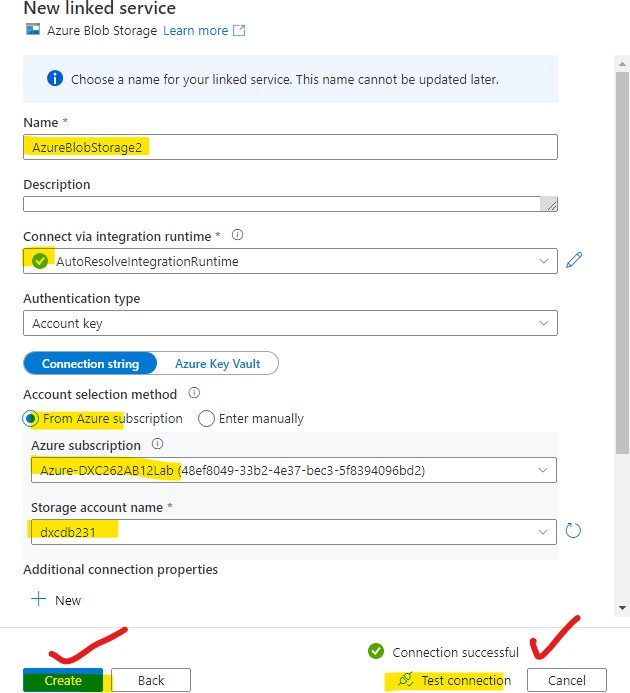 New linked service
Azure Blob Storage Learn more
Choose a name for your linked service. This name cannot be updated later.
Name *
AzureBlobStorage2
Description
Connect via integration runtime *
AutoResolveIntegrationRuntime
Authentication type
Account key
Connection string Azure Key Vault
Account selection method
From Azure subscription Enter manually
Azure subscription
Azure-DXC262AB12Lab (48ef8049-33b2-4e37-bec3-5f8394096bd2)
Storage account name *
dxcdb231
Additional connection properties
New
Connection successful
Create Back Test connection Cancel